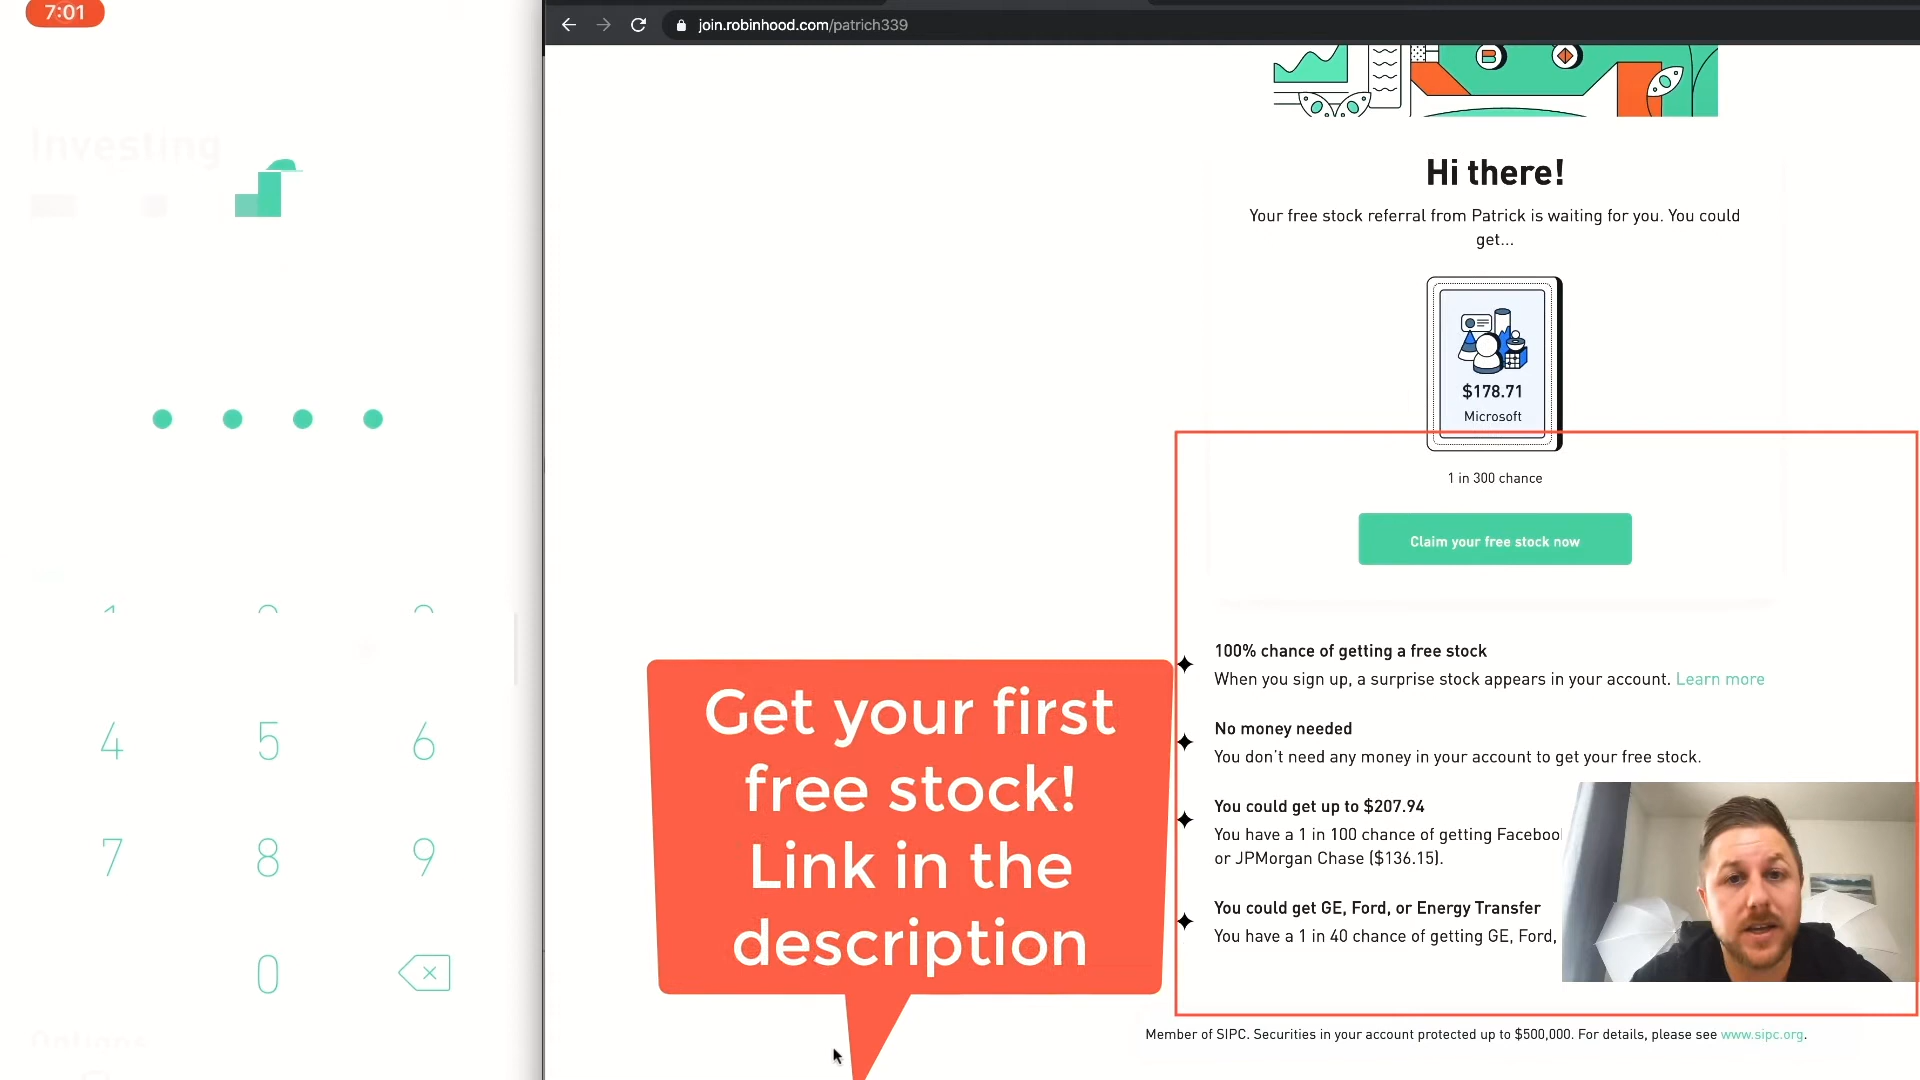 7:01
Investing
4 5 6
7 8 9
0
Options
join.robinhood.com/patrich339
Hi there!
Your free stock referral from Patrick is waiting for you. You could
get...
$178.71
Microsoft
1 in 300 chance
Claim your free stock now
100% chance of getting a free stock
When you sign up, a surprise stock appears in your account. Learn more
No money needed
You don't need any money in your account to get your free stock.
You could get up to $207.94
You have a 1 in 100 chance of getting
or JPMorgan Chase ($136.15).
You could get GE, Ford, or Energy Transfer
You have a 1 in 40 chance of getting GE, Ford,
Get your first
free stock!
Link in the
description
Member of SIPC. Securities in your account protected up to $500,000. For details, please see www.sipc.org.